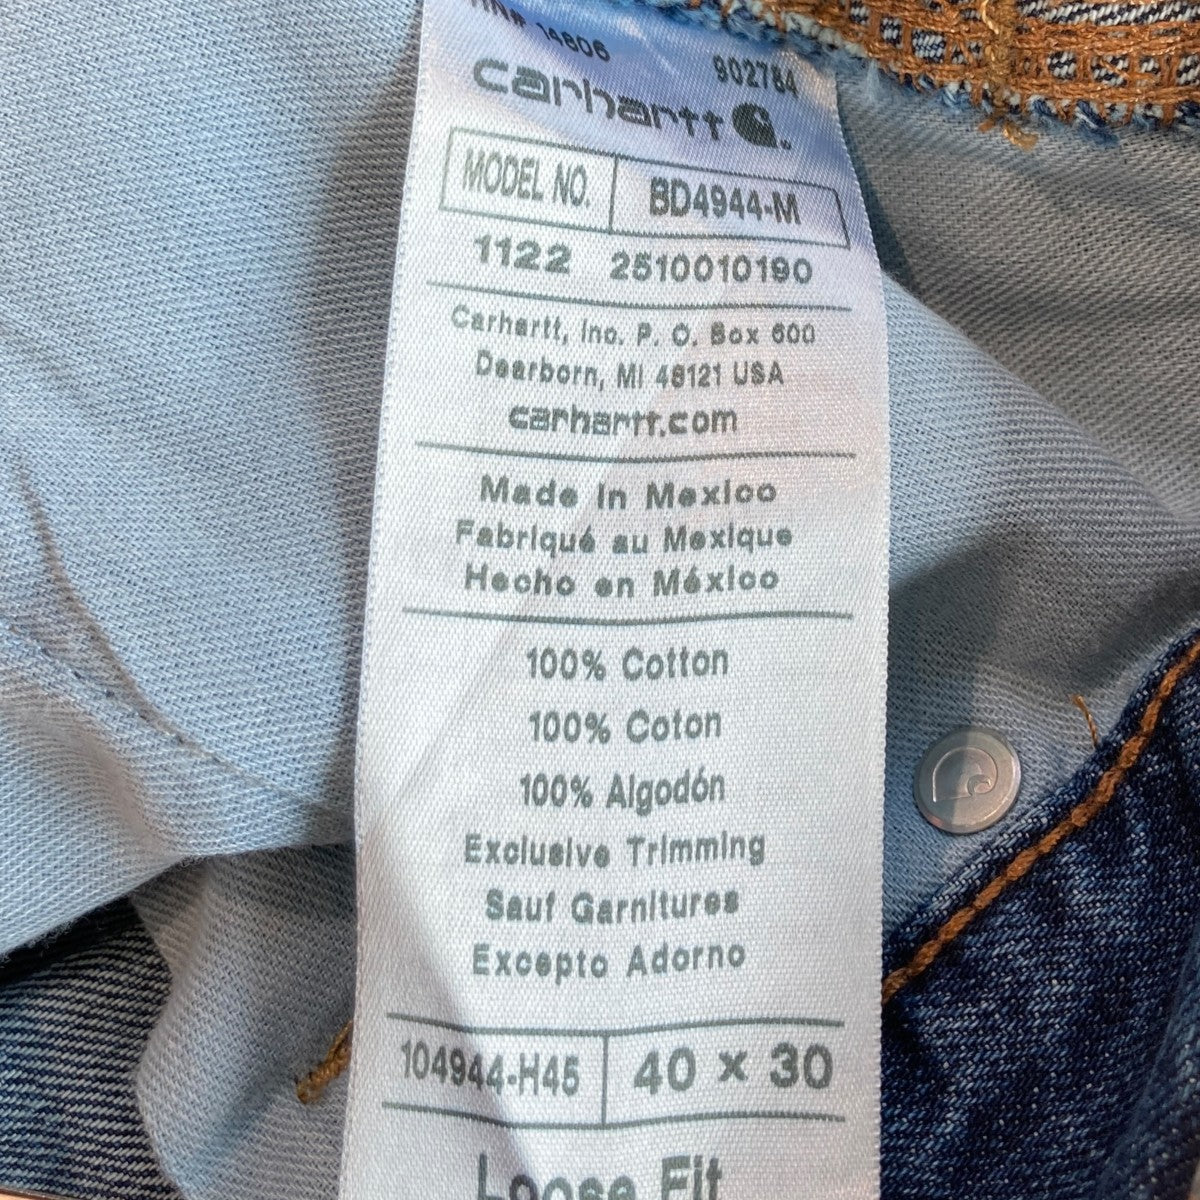 RN# 14806 902784
carhartt
MODEL NO. BD4944-M
1122 2510010190
Carhartt, Inc. P. O. Box 600
Dearborn, MI 48121 USA
carhartt.com
Made in Mexico
Fabriqué au Mexique
Hecho en México
100% Cotton
100% Coton
100% Algodón
Exclusive Trimming
Sauf Garnitures
Excepto Adorno
104944-H45 40 x 30
Loose Fit